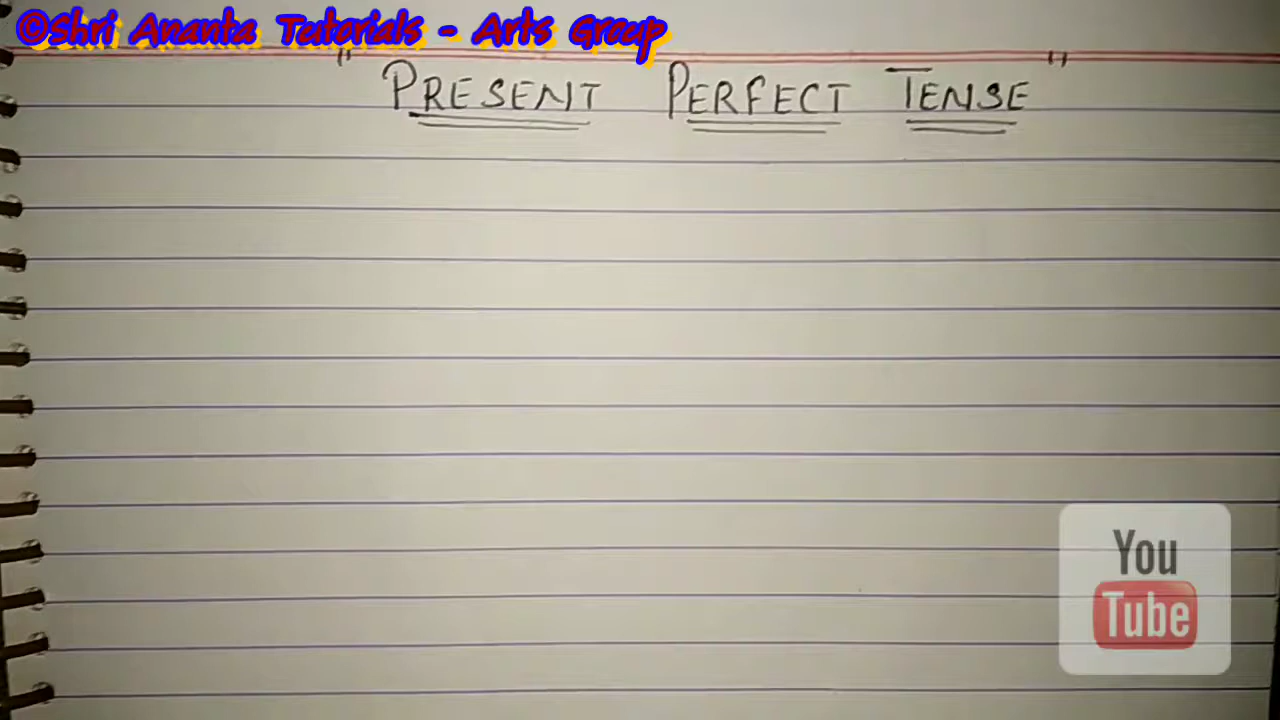 ©Shri Ananta Tutorials - Arts Group
"PRESENT PERFECT TENSE"
You
Tube